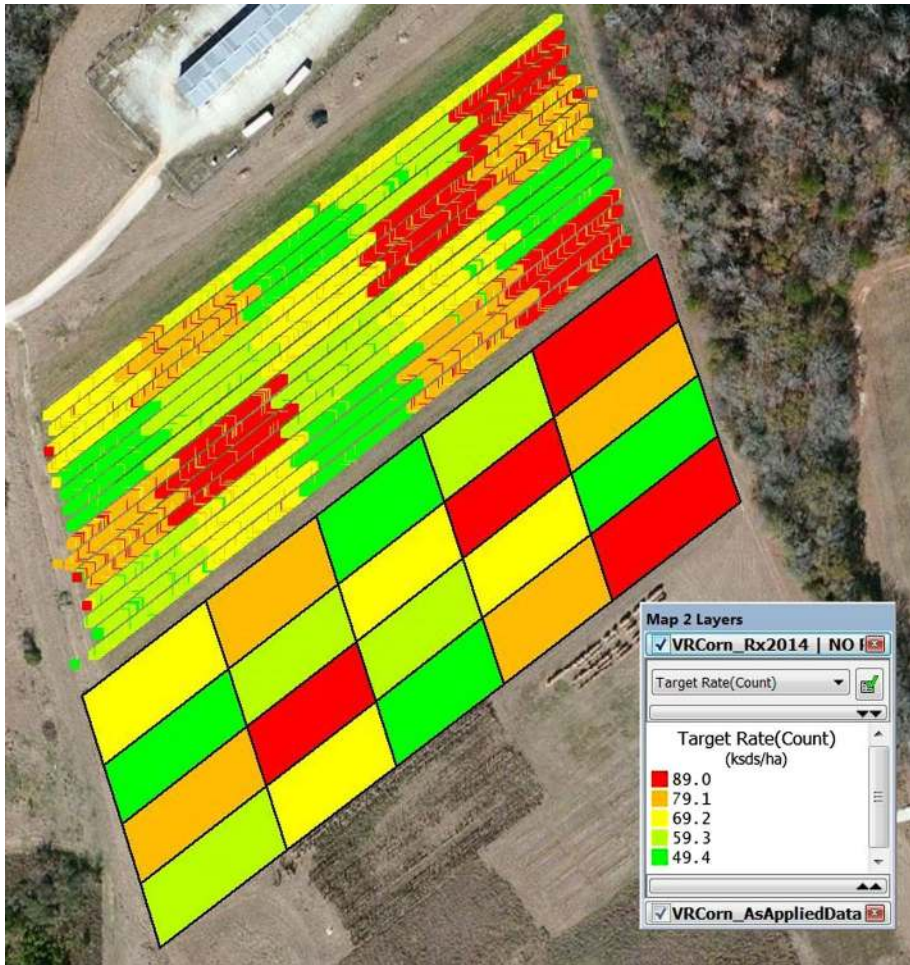 Map 2 Layers
VRCorn_Rx2014 | NO
Target Rate(Count)
Target Rate(Count)
(ksds/ha)
89.0
79.1
69.2
59.3
49.4
VRCorn_AsAppliedData